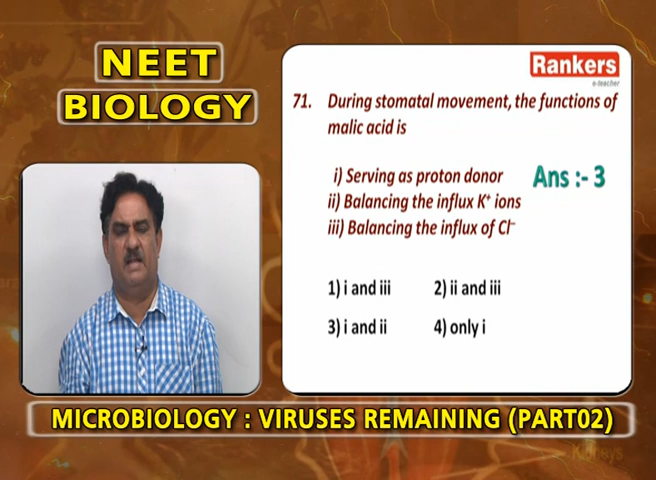 NEET
BIOLOGY
Rankers
e-teacher
71. During stomatal movement, the functions of
malic acid is
i) Serving as proton donor
ii) Balancing the influx K⁺ ions
iii) Balancing the influx of Cl⁻
Ans :- 3
1) i and iii 2) ii and iii
3) i and ii 4) only i
MICROBIOLOGY : VIRUSES REMAINING (PART02)
Kidneys